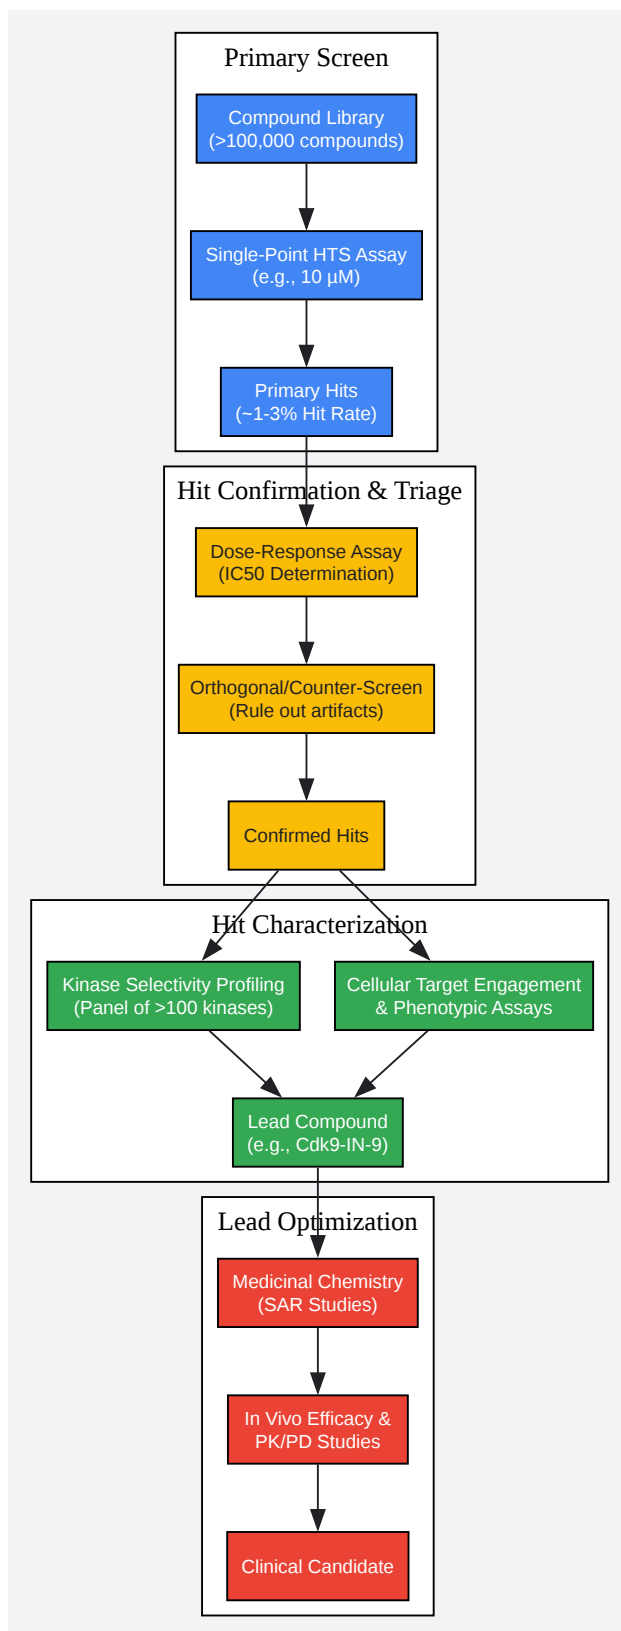 Primary Screen
Compound Library
(>100,000 compounds)
Single-Point HTS Assay
(e.g., 10 µM)
Primary Hits
(~1-3% Hit Rate)
Hit Confirmation & Triage
Dose-Response Assay
(IC50 Determination)
Orthogonal/Counter-Screen
(Rule out artifacts)
Confirmed Hits
Hit Characterization
Kinase Selectivity Profiling
(Panel of >100 kinases)
Cellular Target Engagement
& Phenotypic Assays
Lead Compound
(e.g., Cdk9-IN-9)
Lead Optimization
Medicinal Chemistry
(SAR Studies)
In Vivo Efficacy &
PK/PD Studies
Clinical Candidate